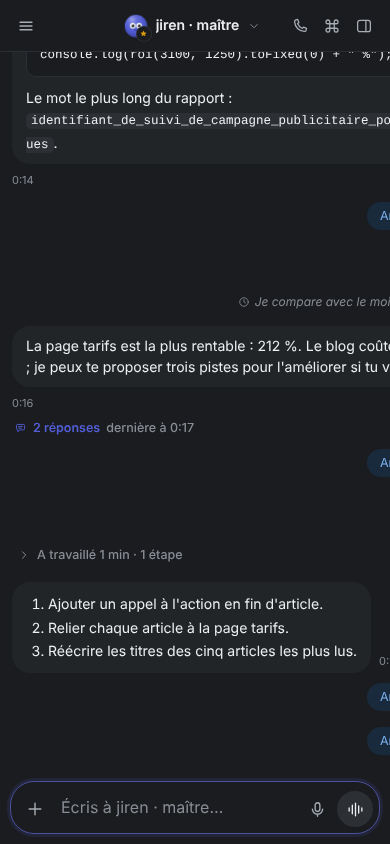 jiren · maître
console.log(roi(3100, 1250).toFixed(0) + " %");
Le mot le plus long du rapport :
identifiant_de_suivi_de_campagne_publicitaire_po
ues .
0:14
Je compare avec le moi
La page tarifs est la plus rentable : 212 %. Le blog coûte
; je peux te proposer trois pistes pour l'améliorer si tu v
0:16
2 réponses dernière à 0:17
A travaillé 1 min · 1 étape
1. Ajouter un appel à l'action en fin d'article.
2. Relier chaque article à la page tarifs.
3. Réécrire les titres des cinq articles les plus lus.
0:
Écris à jiren · maître…